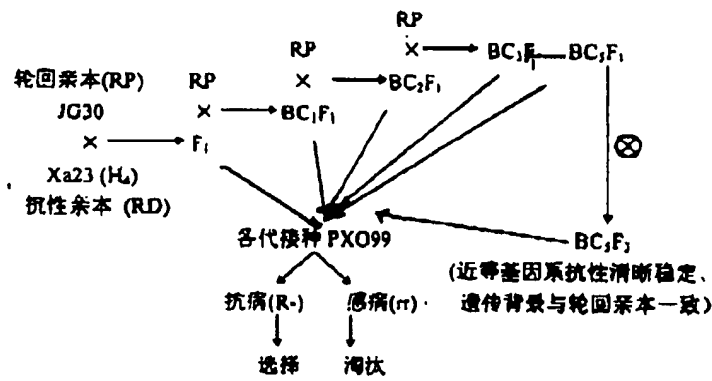 RP
RP
× BC₃F₁ BC₅F₁
轮回亲本(RP) RP × BC₂F₁
JG30 × BC₁F₁
× F₁
Xa23 (H₄)
抗性亲本 (RD)
⊗
各代接种 PXO99
BC₅F₂
(近等基因系抗性清晰稳定、
遗传背景与轮回亲本一致)
抗病(R-) 感病(rr)
选择 淘汰